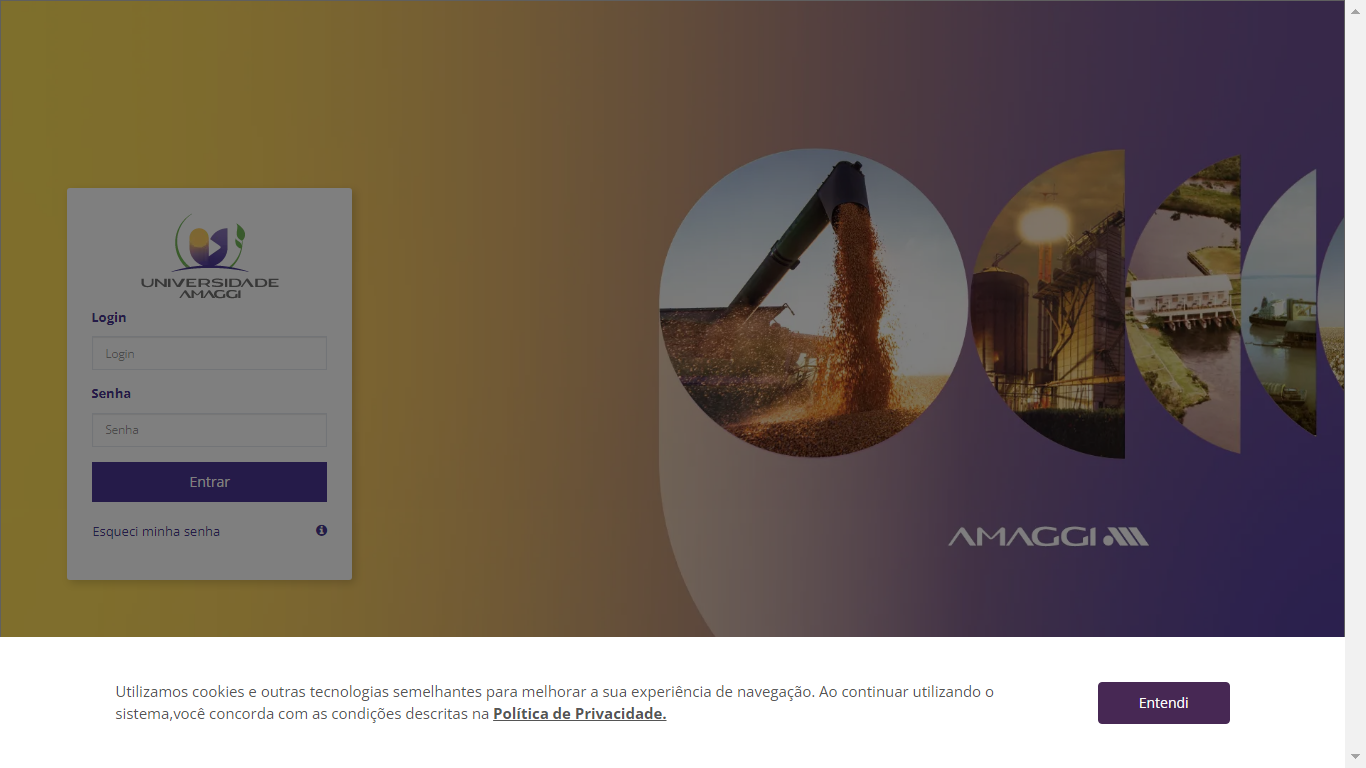 UNIVERSIDADE
AMAGGI
Login
Login
Senha
Senha
Entrar
Esqueci minha senha
AMAGGI
Utilizamos cookies e outras tecnologias semelhantes para melhorar a sua experiência de navegação. Ao continuar utilizando o
sistema,você concorda com as condições descritas na Política de Privacidade.
Entendi